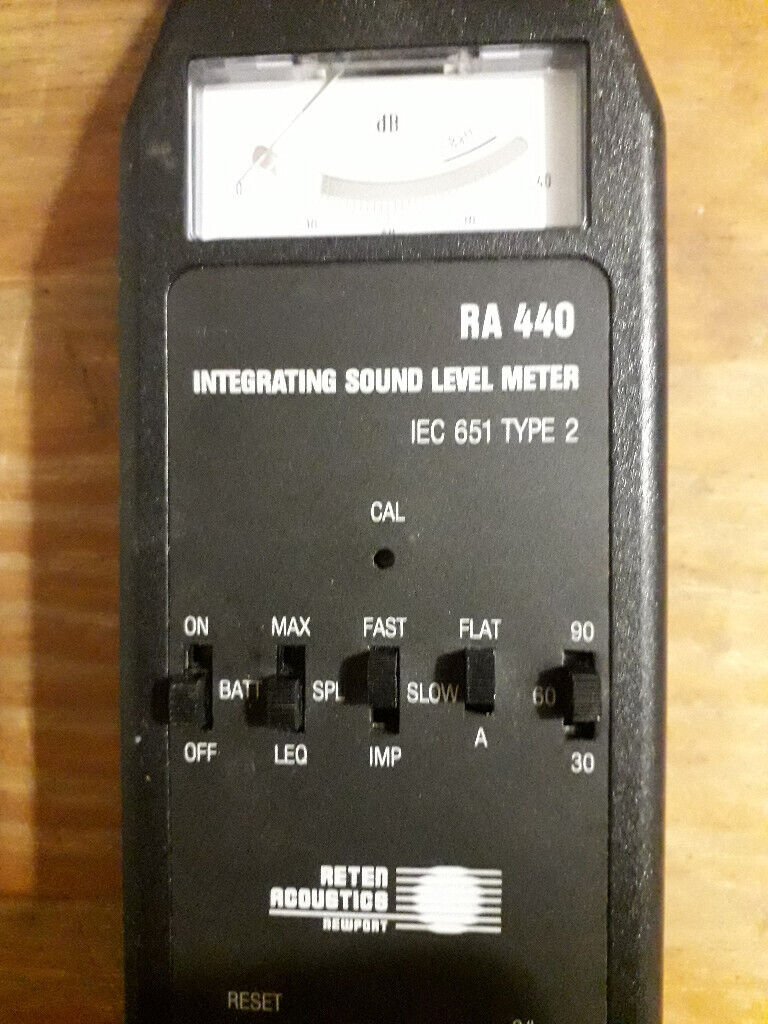 dB
0
40
RA 440
INTEGRATING SOUND LEVEL METER
IEC 651 TYPE 2
CAL
ON MAX FAST FLAT 90
BATT SPL SLOW 60
OFF LEQ IMP A 30
RETEN
ACOUSTICS
NEWPORT
RESET